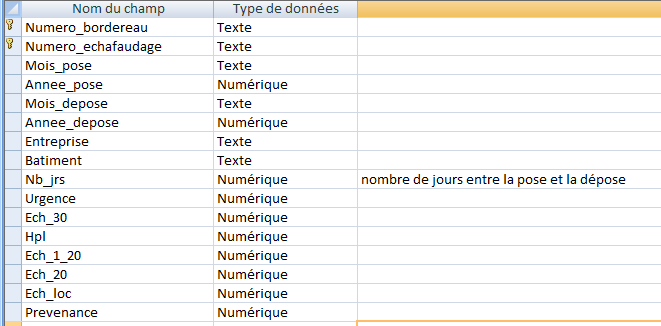 Nom du champ Type de données
Numero_bordereau Texte
Numero_echafaudage Texte
Mois_pose Texte
Annee_pose Numérique
Mois_depose Texte
Annee_depose Numérique
Entreprise Texte
Batiment Texte
Nb_jrs Numérique nombre de jours entre la pose et la dépose
Urgence Numérique
Ech_30 Numérique
Hpl Numérique
Ech_1_20 Numérique
Ech_20 Numérique
Ech_loc Numérique
Prevenance Numérique